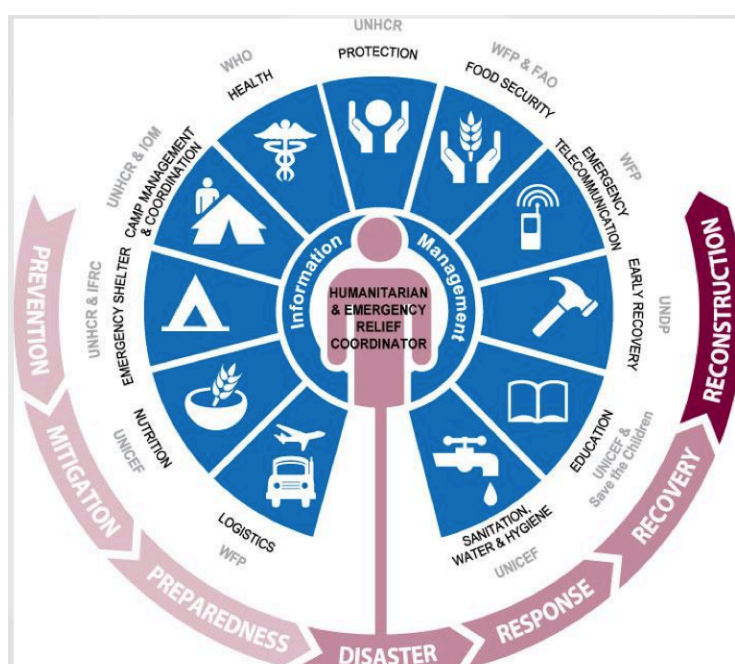 UNHCR
PROTECTION
WFP & FAO
FOOD SECURITY
WFP
EMERGENCY
TELECOMMUNICATION
UNDP
EARLY RECOVERY
UNICEF &
Save the Children
EDUCATION
UNICEF
SANITATION,
WATER & HYGIENE
WFP
LOGISTICS
UNICEF
NUTRITION
UNHCR & IFRC
EMERGENCY SHELTER
UNHCR & IOM
CAMP MANAGEMENT
& COORDINATION
WHO
HEALTH
Information
Management
HUMANITARIAN
& EMERGENCY
RELIEF
COORDINATOR
PREVENTION
MITIGATION
PREPAREDNESS
DISASTER
RESPONSE
RECOVERY
RECONSTRUCTION